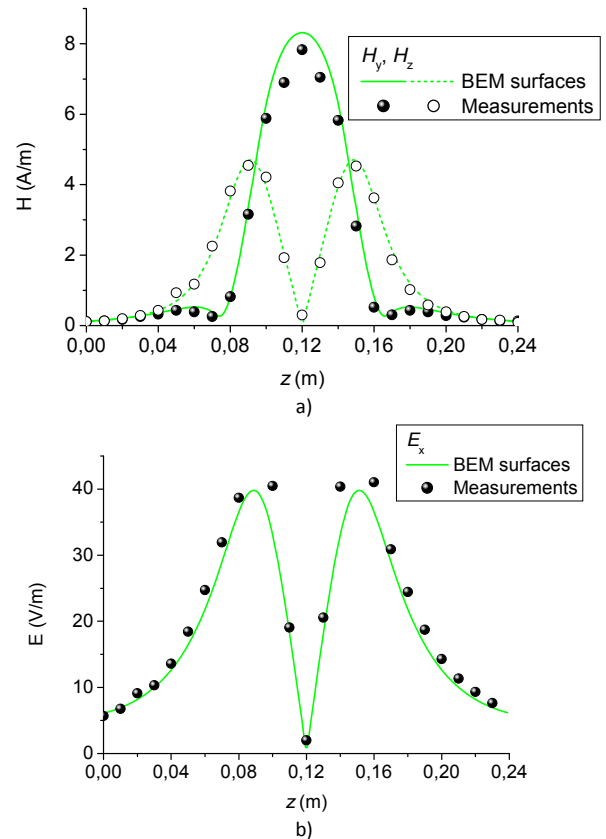 8
6
4
2
0
H (A/m)
Hy, Hz
BEM surfaces
Measurements
0,00 0,04 0,08 0,12 0,16 0,20 0,24
z (m)
a)
Ex
BEM surfaces
Measurements
40
30
20
10
0
E (V/m)
0,00 0,04 0,08 0,12 0,16 0,20 0,24
z (m)
b)